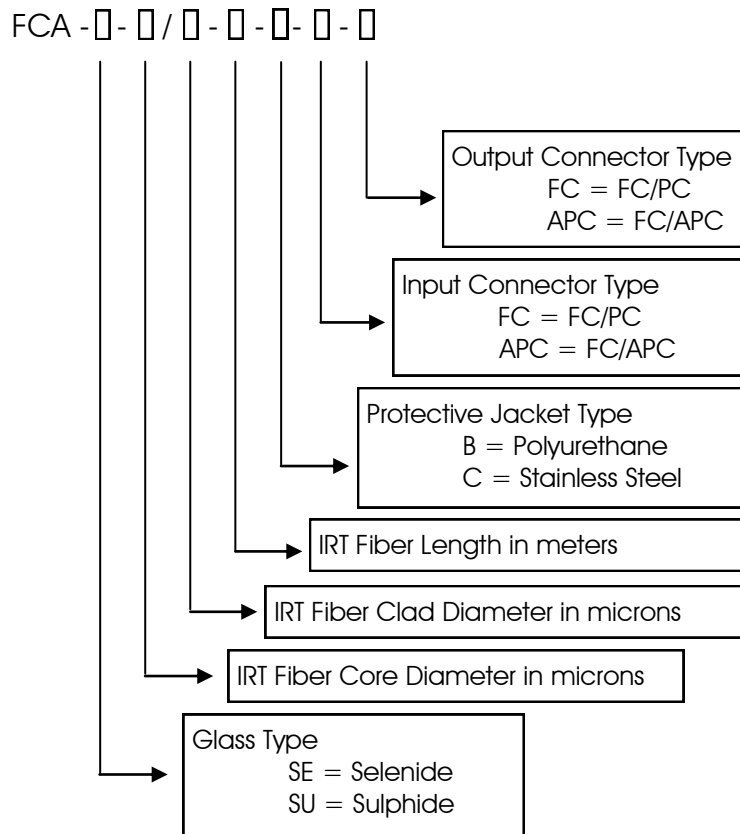 FCA - ▯ - ▯ / ▯ - ▯ - ▯ - ▯ - ▯
Output Connector Type
FC = FC/PC
APC = FC/APC
Input Connector Type
FC = FC/PC
APC = FC/APC
Protective Jacket Type
B = Polyurethane
C = Stainless Steel
IRT Fiber Length in meters
IRT Fiber Clad Diameter in microns
IRT Fiber Core Diameter in microns
Glass Type
SE = Selenide
SU = Sulphide